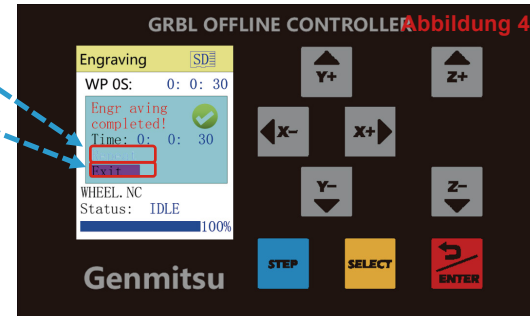 GRBL OFFLINE CONTROLLER
Abbildung 4
Engraving SD
WP 0S: 0: 0: 30
Engr aving
completed!
Time: 0: 0: 30
Exit
WHEEL.NC
Status: IDLE
100%
Y+
Z+
X-
X+
Y-
Z-
STEP
SELECT
ENTER
Genmitsu